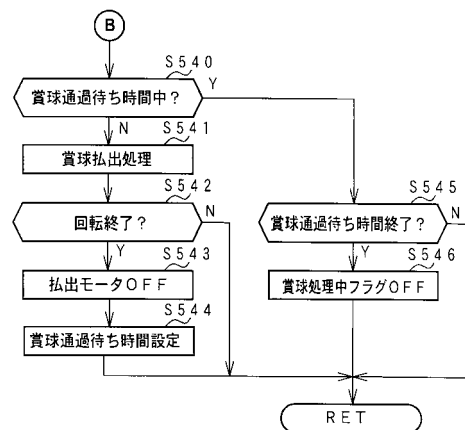 B
S540
賞球通過待ち時間中？
Y
N
S541
賞球払出処理
S542
回転終了？
N
Y
S543
払出モータOFF
S544
賞球通過待ち時間設定
S545
賞球通過待ち時間終了？
N
Y
S546
賞球処理中フラグOFF
RET